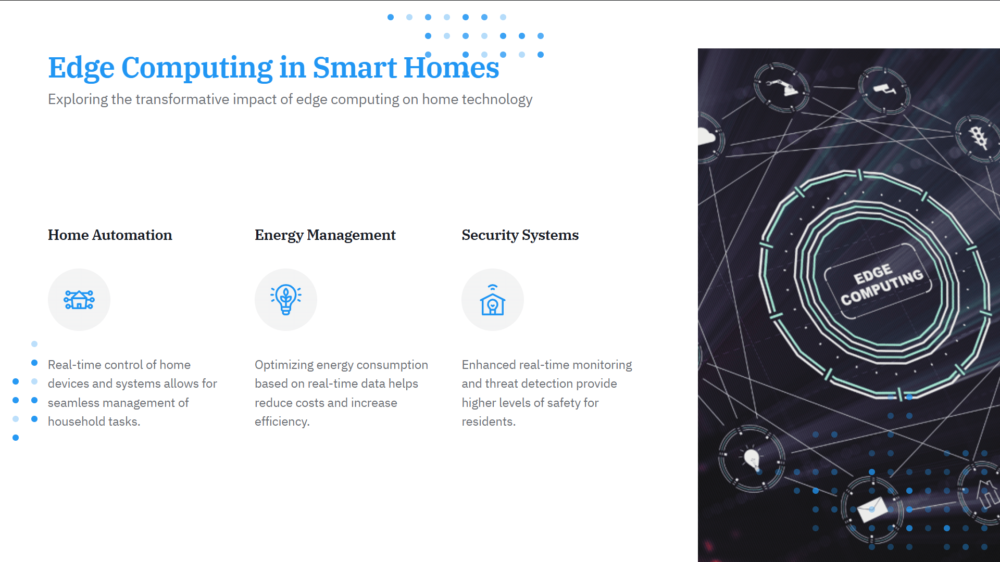 Edge Computing in Smart Homes
Exploring the transformative impact of edge computing on home technology
Home Automation
Real-time control of home
devices and systems allows for
seamless management of
household tasks.
Energy Management
Optimizing energy consumption
based on real-time data helps
reduce costs and increase
efficiency.
Security Systems
Enhanced real-time monitoring
and threat detection provide
higher levels of safety for
residents.
EDGE
COMPUTING